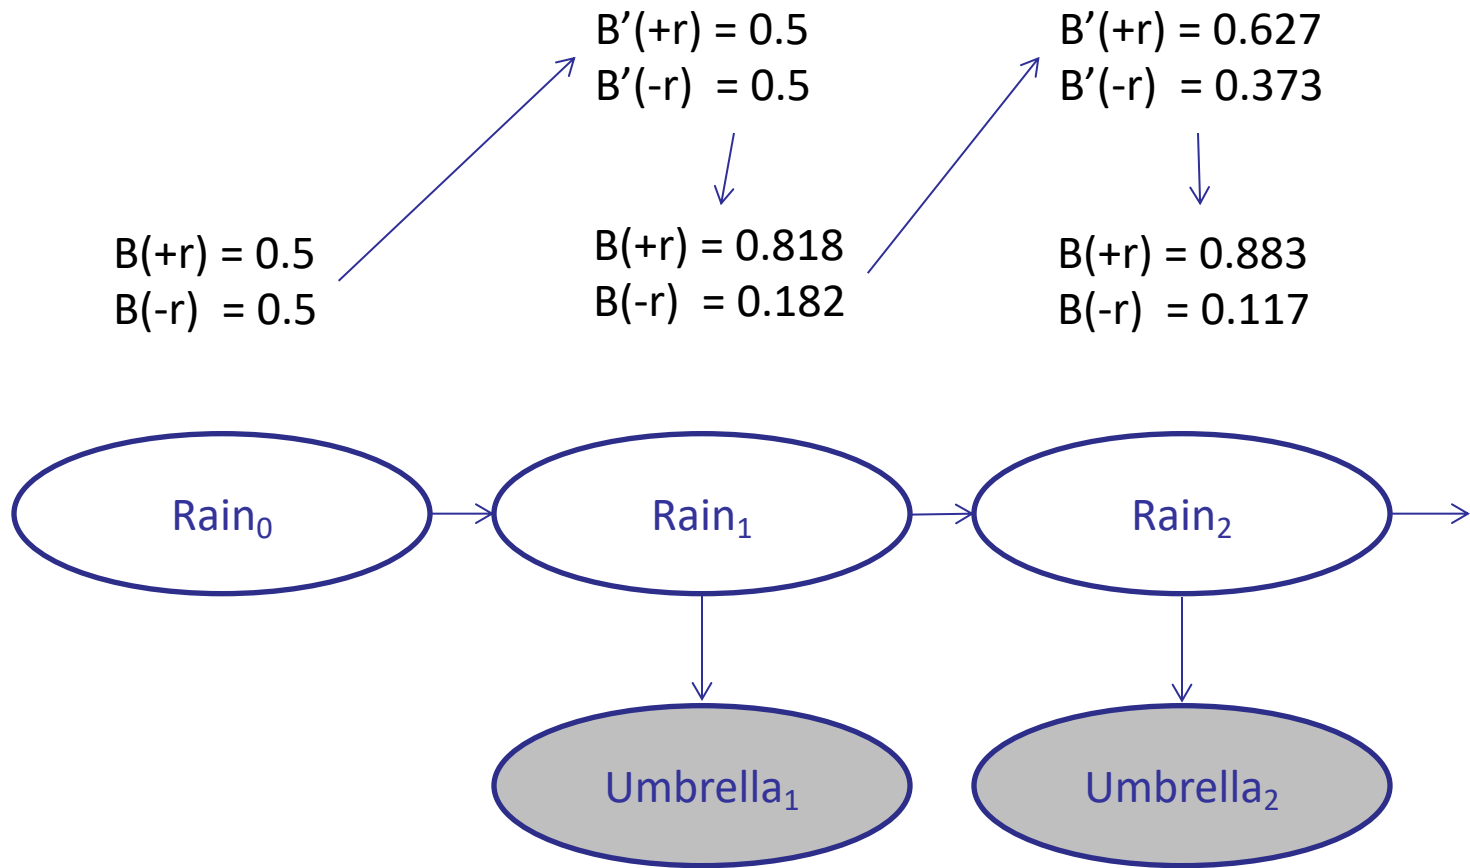 B’(+r) = 0.5
B’(-r) = 0.5
B’(+r) = 0.627
B’(-r) = 0.373
B(+r) = 0.5
B(-r) = 0.5
B(+r) = 0.818
B(-r) = 0.182
B(+r) = 0.883
B(-r) = 0.117
Rain₀
Rain₁
Rain₂
Umbrella₁
Umbrella₂